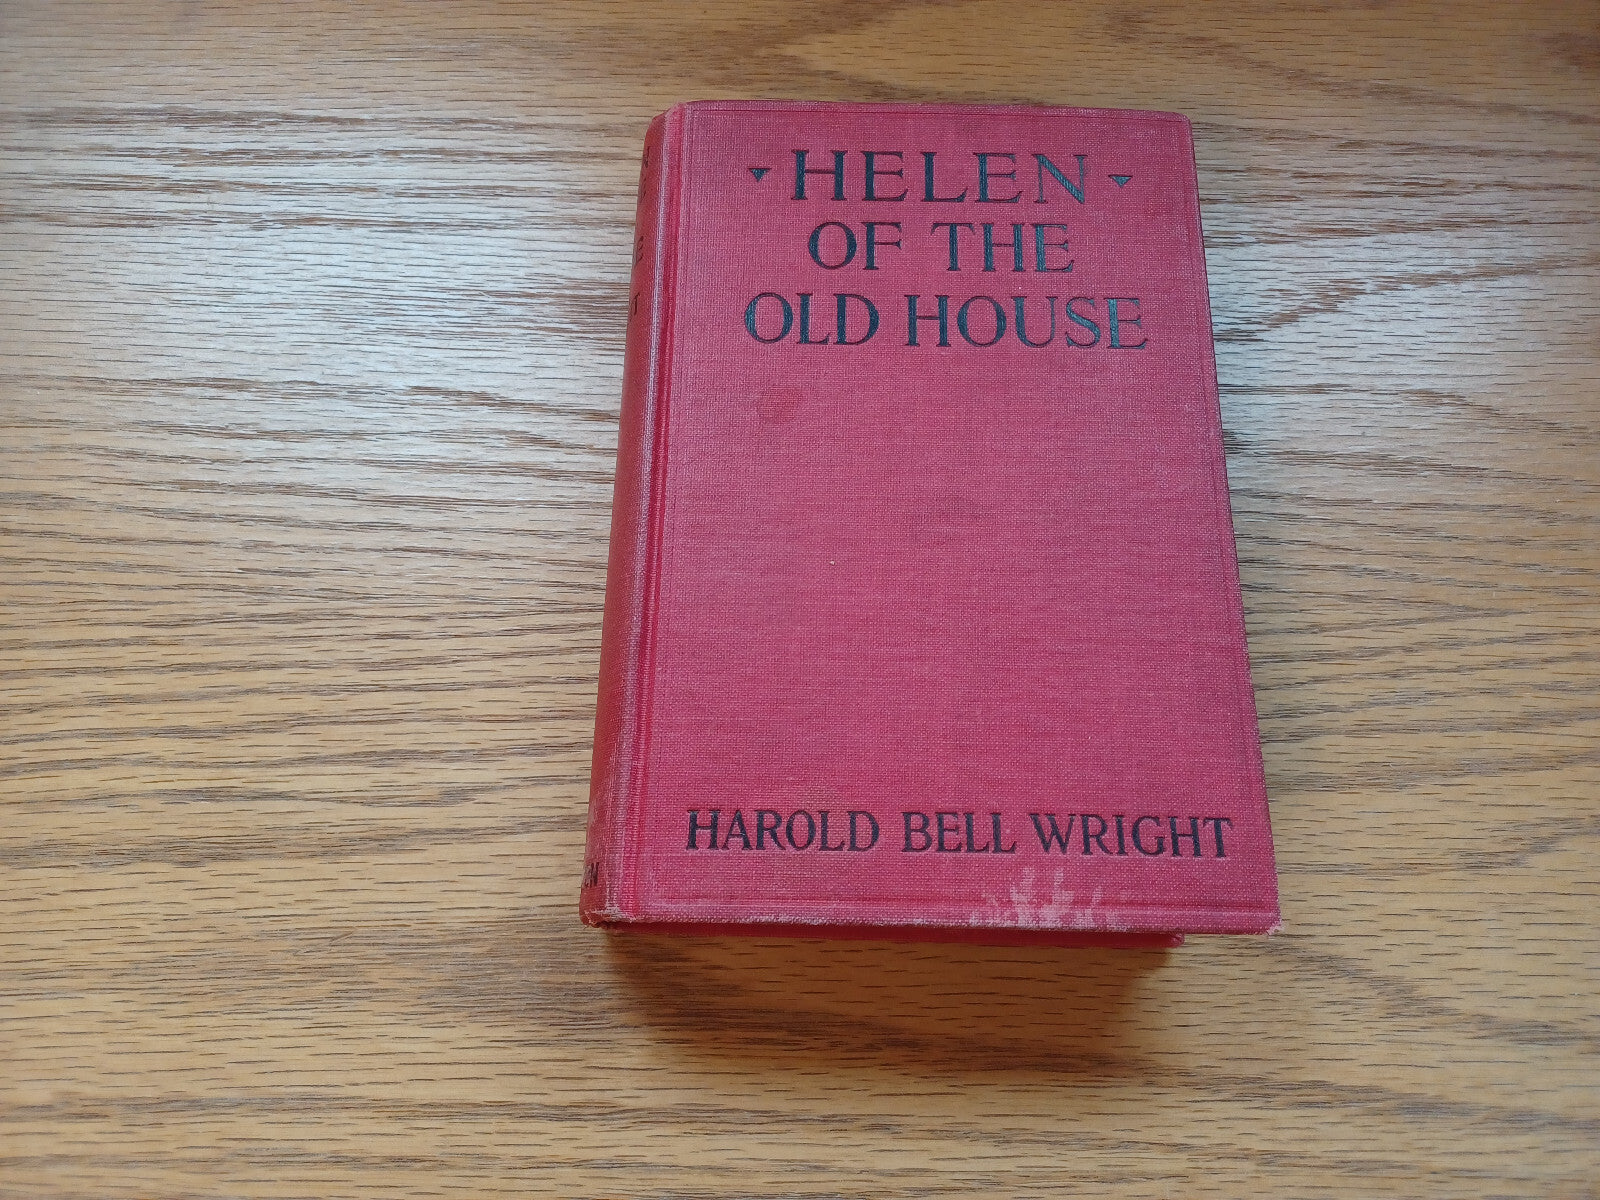 HELEN
OF THE
OLD HOUSE
HAROLD BELL WRIGHT